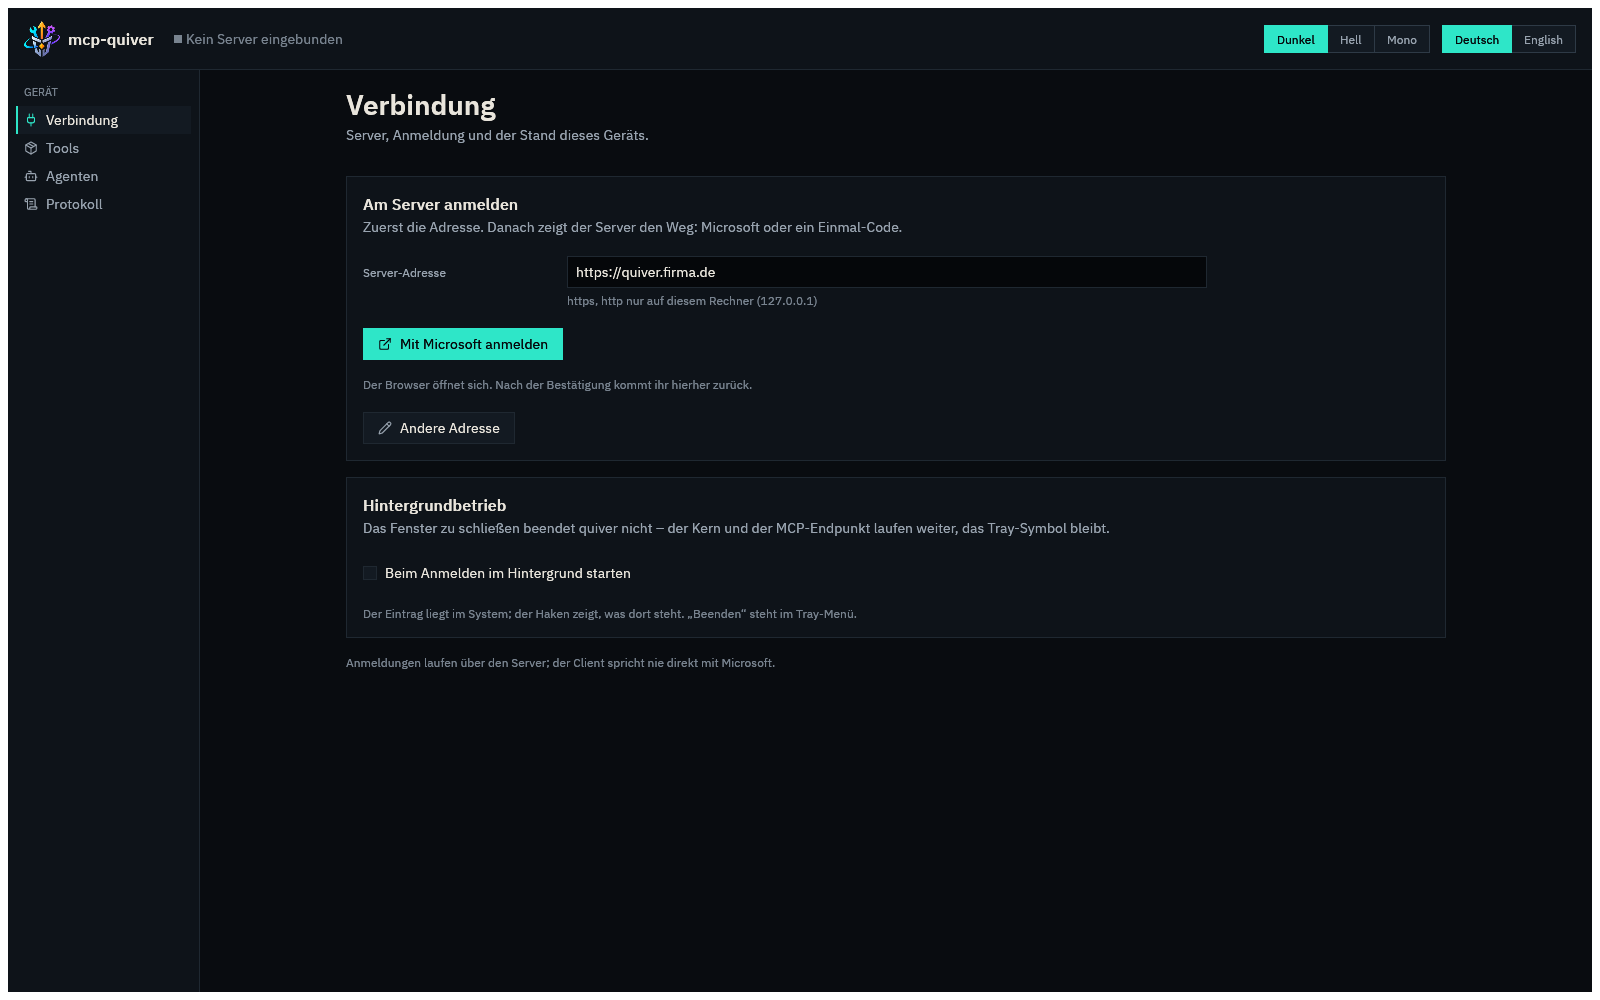 mcp-quiver
Kein Server eingebunden
Dunkel
Hell
Mono
Deutsch
English
GERÄT
Verbindung
Tools
Agenten
Protokoll
Verbindung
Server, Anmeldung und der Stand dieses Geräts.
Am Server anmelden
Zuerst die Adresse. Danach zeigt der Server den Weg: Microsoft oder ein Einmal-Code.
Server-Adresse
https://quiver.firma.de
https, http nur auf diesem Rechner (127.0.0.1)
Mit Microsoft anmelden
Der Browser öffnet sich. Nach der Bestätigung kommt ihr hierher zurück.
Andere Adresse
Hintergrundbetrieb
Das Fenster zu schließen beendet quiver nicht – der Kern und der MCP-Endpunkt laufen weiter, das Tray-Symbol bleibt.
Beim Anmelden im Hintergrund starten
Der Eintrag liegt im System; der Haken zeigt, was dort steht. „Beenden“ steht im Tray-Menü.
Anmeldungen laufen über den Server; der Client spricht nie direkt mit Microsoft.